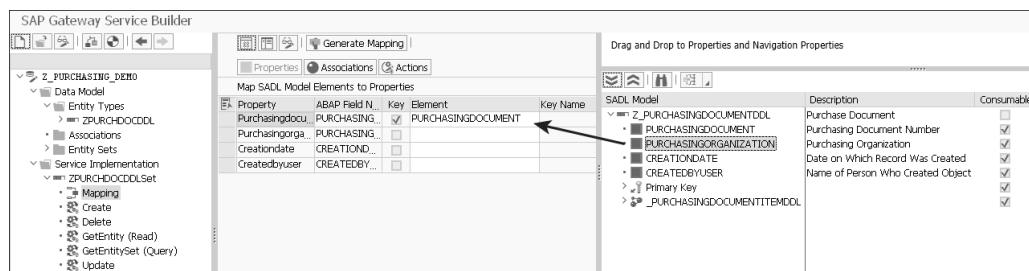 SAP Gateway Service Builder
Generate Mapping
Drag and Drop to Properties and Navigation Properties
Properties Associations Actions
Map SADL Model Elements to Properties
Z_PURCHASING_DEMO
Data Model
Entity Types
ZPURCHDOCDDL
Associations
Entity Sets
Service Implementation
ZPURCHDOCDDLSet
Mapping
Create
Delete
GetEntity (Read)
GetEntitySet (Query)
Update
Property ABAP Field N... Key Element Key Name
Purchasingdocu... PURCHASING... PURCHASINGDOCUMENT
Purchasingorga... PURCHASING...
Creationdate CREATIOND...
Createdbyuser CREATEDBY...
SADL Model Description Consumable
Z_PURCHASINGDOCUMENTDDL Purchase Document
PURCHASINGDOCUMENT Purchasing Document Number
PURCHASINGORGANIZATION Purchasing Organization
CREATIONDATE Date on Which Record Was Created
CREATEDBYUSER Name of Person Who Created Object
Primary Key
_PURCHASINGDOCUMENTITEMDDL